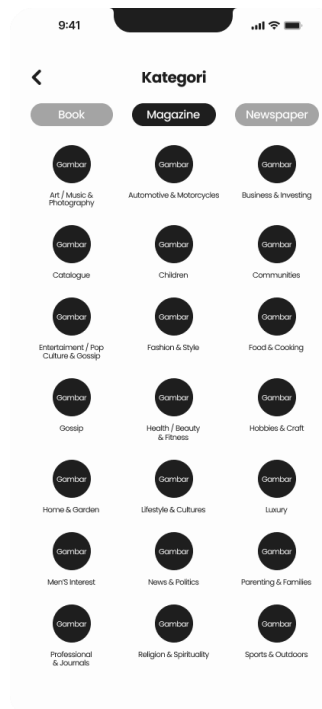 9:41
Kategori
Book Magazine Newspaper
Gambar Gambar Gambar
Art / Music &
Photography
Automotive & Motorcycles
Business & Investing
Gambar Gambar Gambar
Catalogue
Children
Communities
Gambar Gambar Gambar
Entertaiment / Pop
Culture & Gossip
Fashion & Style
Food & Cooking
Gambar Gambar Gambar
Gossip
Health / Beauty
& Fitness
Hobbies & Craft
Gambar Gambar Gambar
Home & Garden
Lifestyle & Cultures
Luxury
Gambar Gambar Gambar
Men'S Interest
News & Politics
Parenting & Families
Gambar Gambar Gambar
Professional
& Journals
Religion & Spirituality
Sports & Outdoors